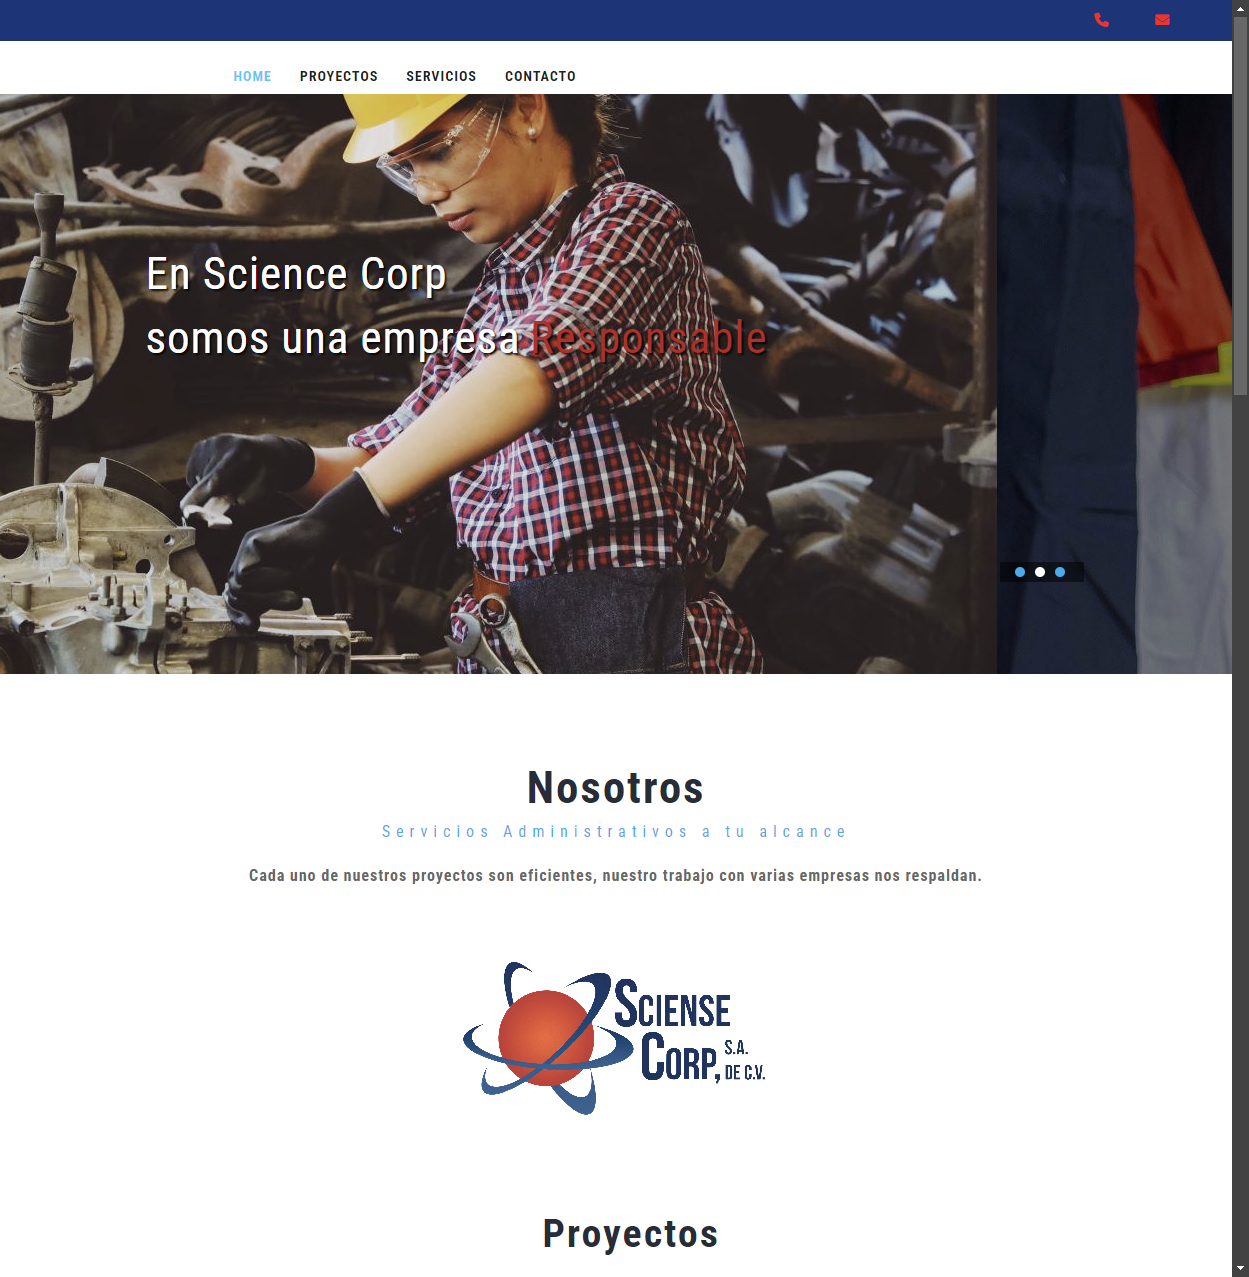 HOME PROYECTOS SERVICIOS CONTACTO
En Science Corp
somos una empresa Responsable
Nosotros
Servicios Administrativos a tu alcance
Cada uno de nuestros proyectos son eficientes, nuestro trabajo con varias empresas nos respaldan.
SCIENSE
CORP, S.A.
DE C.V.
Proyectos